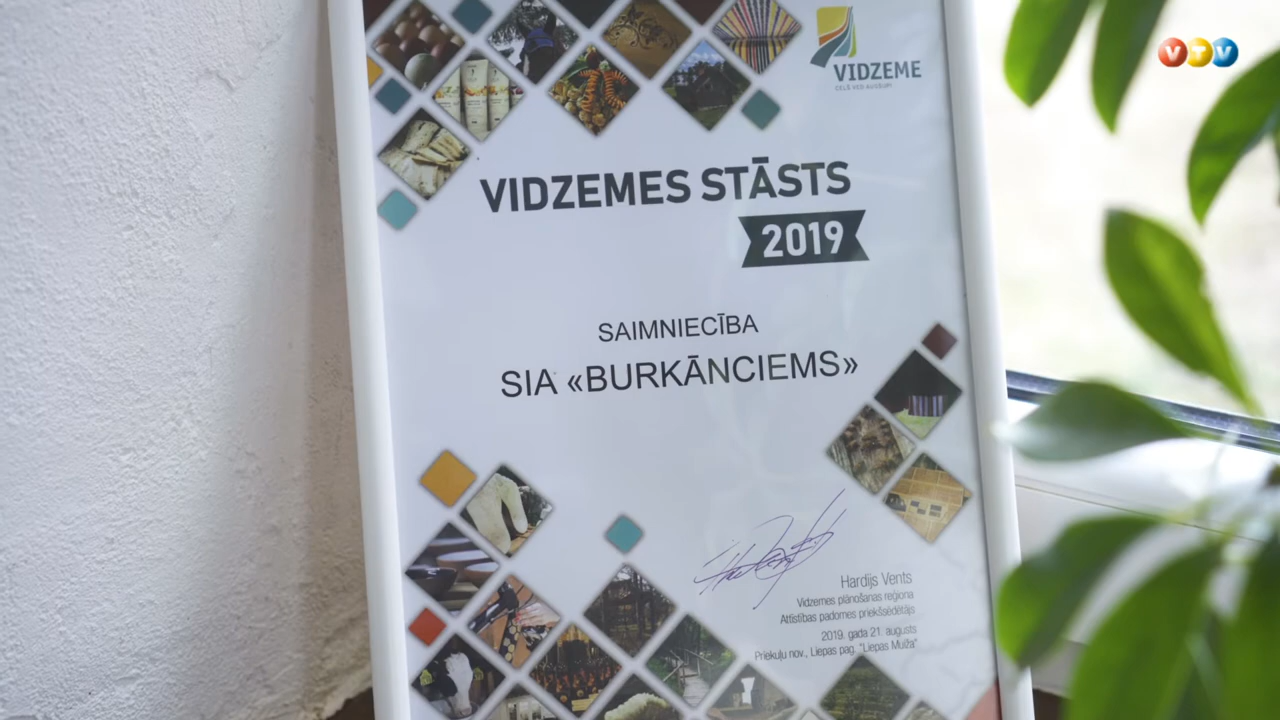 VTV
VIDZEME
CEĻŠ VED AUGŠUP!
VIDZEMES STĀSTS
2019
SAIMNIECĪBA
SIA «BURKĀNCIEMS»
Hardijs Vents
Vidzemes plānošanas reģiona
Attīstības padomes priekšsēdētājs
2019. gada 21. augusts
Priekuļu nov., Liepas pag. "Liepas Muiža"